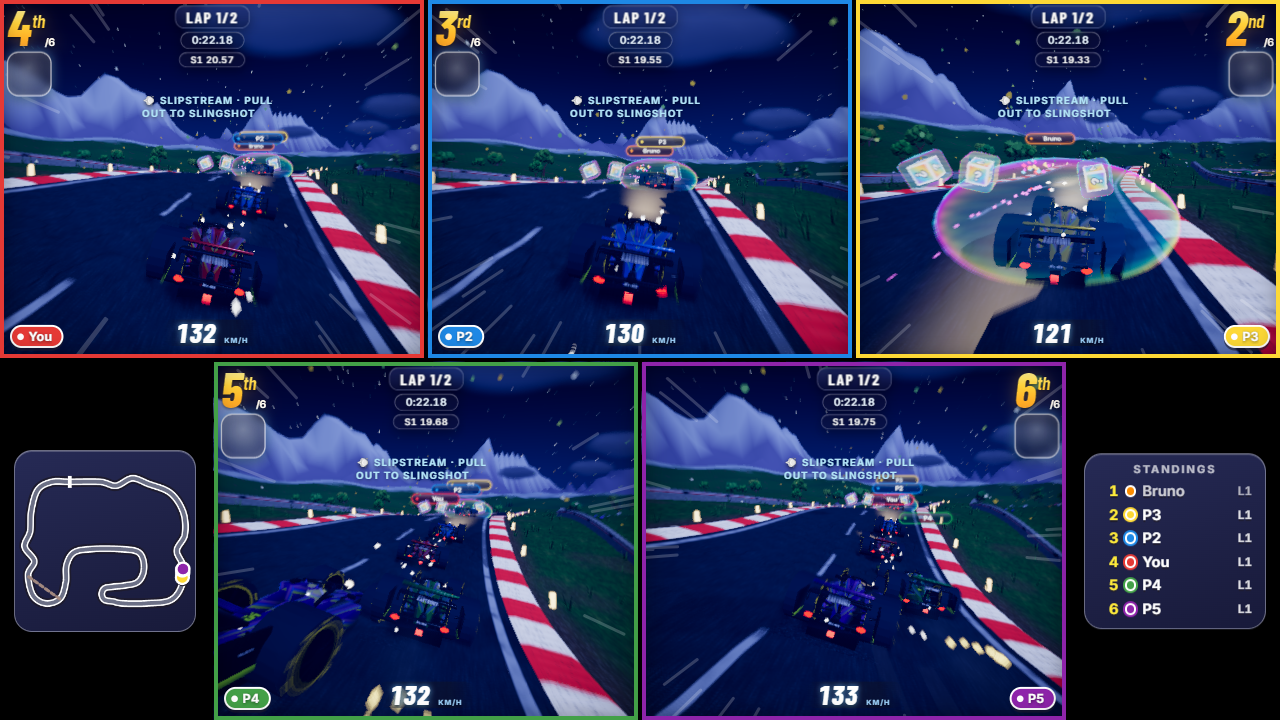 4th
/6
LAP 1/2
0:22.18
S1 20.57
SLIPSTREAM · PULL
OUT TO SLINGSHOT
P2
Bruno
You
132 KM/H
3rd
/6
LAP 1/2
0:22.18
S1 19.55
SLIPSTREAM · PULL
OUT TO SLINGSHOT
P3
Bruno
P2
130 KM/H
2nd
/6
LAP 1/2
0:22.18
S1 19.33
SLIPSTREAM · PULL
OUT TO SLINGSHOT
Bruno
P3
121 KM/H
5th
/6
LAP 1/2
0:22.18
S1 19.68
SLIPSTREAM · PULL
OUT TO SLINGSHOT
P2
You
P4
132 KM/H
6th
/6
LAP 1/2
0:22.18
S1 19.75
SLIPSTREAM · PULL
OUT TO SLINGSHOT
P2
You
P5
133 KM/H
STANDINGS
1 Bruno L1
2 P3 L1
3 P2 L1
4 You L1
5 P4 L1
6 P5 L1